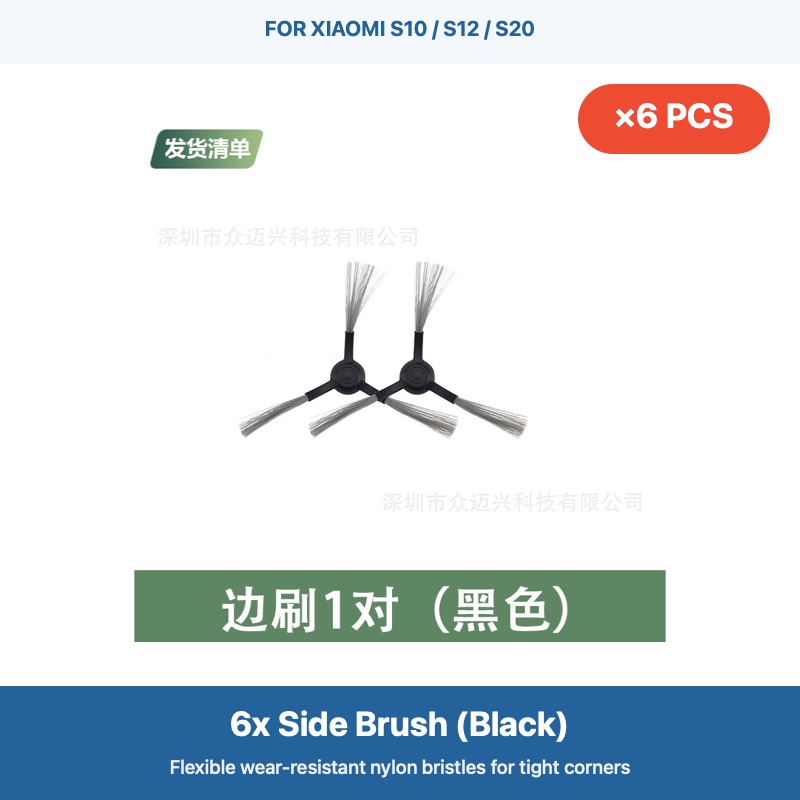 FOR XIAOMI S10 / S12 / S20
×6 PCS
发货清单
深圳市众迈兴科技有限公司
深圳市众迈兴科技有限公司
边刷1对（黑色）
6x Side Brush (Black)
Flexible wear-resistant nylon bristles for tight corners